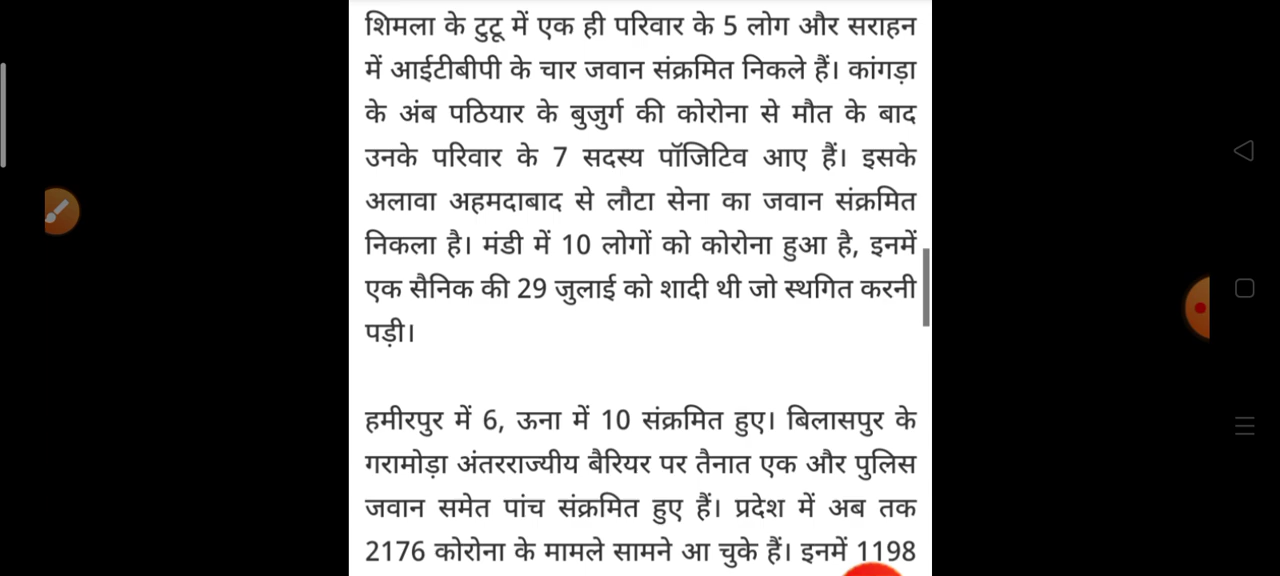 शिमला के टुटू में एक ही परिवार के 5 लोग और सराहन
में आईटीबीपी के चार जवान संक्रमित निकले हैं। कांगड़ा
के अंब पठियार के बुजुर्ग की कोरोना से मौत के बाद
उनके परिवार के 7 सदस्य पॉजिटिव आए हैं। इसके
अलावा अहमदाबाद से लौटा सेना का जवान संक्रमित
निकला है। मंडी में 10 लोगों को कोरोना हुआ है, इनमें
एक सैनिक की 29 जुलाई को शादी थी जो स्थगित करनी
पड़ी।
हमीरपुर में 6, ऊना में 10 संक्रमित हुए। बिलासपुर के
गरामोड़ा अंतरराज्यीय बैरियर पर तैनात एक और पुलिस
जवान समेत पांच संक्रमित हुए हैं। प्रदेश में अब तक
2176 कोरोना के मामले सामने आ चुके हैं। इनमें 1198